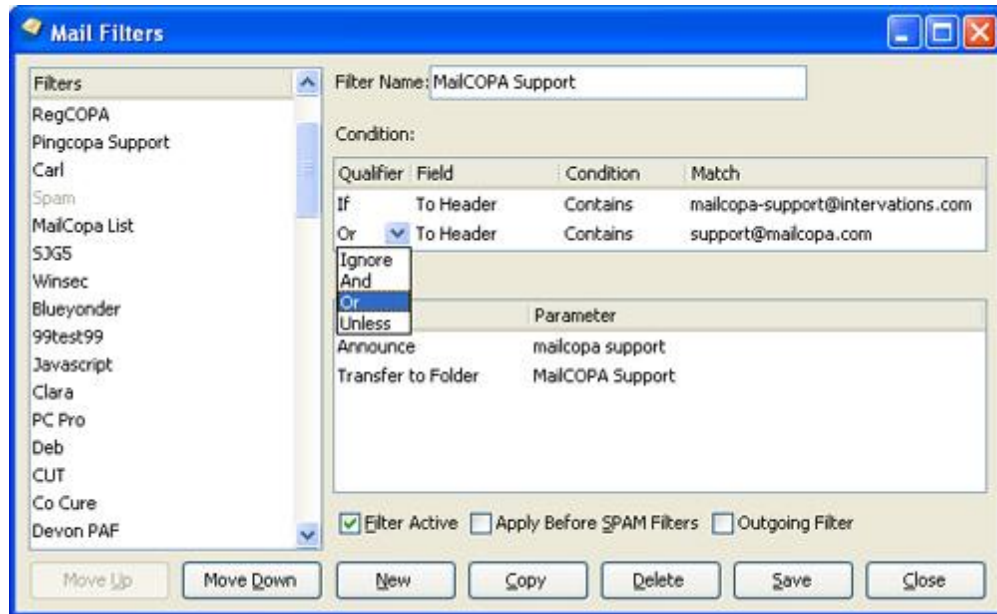 Mail Filters
Filters
RegCOPA
Pingcopa Support
Carl
Spam
MailCopa List
SJG5
Winsec
Blueyonder
99test99
Javascript
Clara
PC Pro
Deb
CUT
Co Cure
Devon PAF
Move Up Move Down
Filter Name: MailCOPA Support
Condition:
Qualifier Field Condition Match
If To Header Contains mailcopa-support@intervations.com
Or To Header Contains support@mailcopa.com
Ignore
And
Or
Unless
Parameter
Announce mailcopa support
Transfer to Folder MailCOPA Support
Filter Active Apply Before SPAM Filters Outgoing Filter
New Copy Delete Save Close